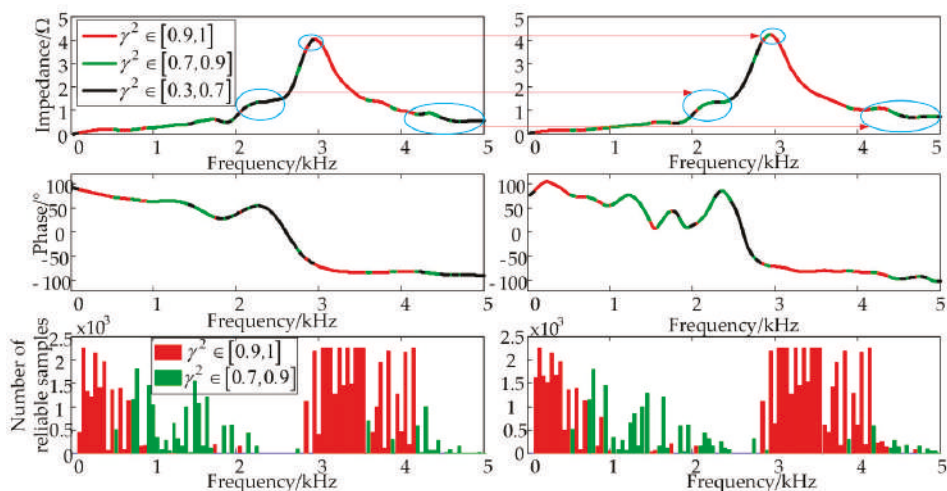 Impedance/Ω
4
3
2
1
0
γ² ∈ [0.9,1]
γ² ∈ [0.7,0.9]
γ² ∈ [0.3,0.7]
0 1 2 3 4 5
Frequency/kHz
4
3
2
1
0
0 1 2 3 4 5
Frequency/kHz
Phase/°
100
50
0
-50
-100
0 1 2 3 4 5
Frequency/kHz
100
50
0
-50
-100
0 1 2 3 4 5
Frequency/kHz
Number of
reliable samples
x10³
2.5
2
1.5
1
0.5
0
γ² ∈ [0.9,1]
γ² ∈ [0.7,0.9]
0 1 2 3 4 5
Frequency/kHz
x10³
2.5
2
1.5
1
0.5
0
0 1 2 3 4 5
Frequency/kHz